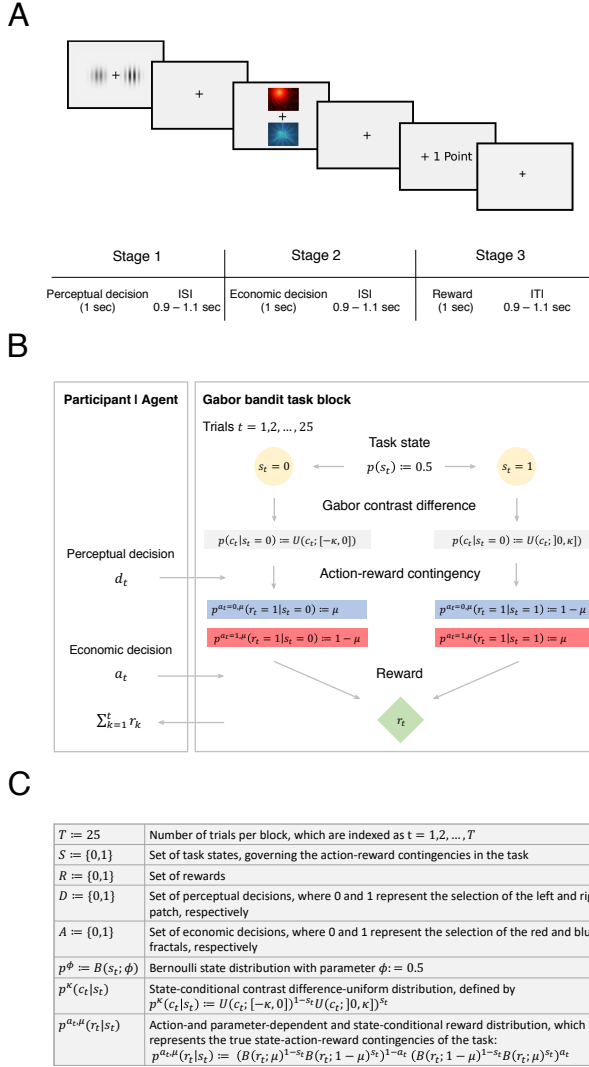 A
+
+
+
+
+ 1 Point
+
Stage 1 Stage 2 Stage 3
Perceptual decision ISI Economic decision ISI Reward ITI
(1 sec) 0.9 – 1.1 sec (1 sec) 0.9 – 1.1 sec (1 sec) 0.9 – 1.1 sec
B
Participant | Agent Gabor bandit task block
Trials t = 1,2, … , 25
Task state
s_t = 0 p(s_t) ≔ 0.5 s_t = 1
Gabor contrast difference
p(c_t|s_t = 0) ≔ U(c_t; [−κ, 0]) p(c_t|s_t = 0) ≔ U(c_t; ]0, κ])
Perceptual decision
d_t
Action-reward contingency
p^{a_t=0,μ}(r_t = 1|s_t = 0) ≔ μ p^{a_t=0,μ}(r_t = 1|s_t = 1) ≔ 1 − μ
p^{a_t=1,μ}(r_t = 1|s_t = 0) ≔ 1 − μ p^{a_t=1,μ}(r_t = 1|s_t = 1) ≔ μ
Economic decision
a_t
Reward
∑_{k=1}^{t} r_k r_t
C
T ≔ 25 Number of trials per block, which are indexed as t = 1,2, … , T
S ≔ {0,1} Set of task states, governing the action-reward contingencies in the task
R ≔ {0,1} Set of rewards
D ≔ {0,1} Set of perceptual decisions, where 0 and 1 represent the selection of the left and
patch, respectively
A ≔ {0,1} Set of economic decisions, where 0 and 1 represent the selection of the red and
fractals, respectively
p^ϕ ≔ B(s_t; ϕ) Bernoulli state distribution with parameter ϕ: = 0.5
p^κ(c_t|s_t) State-conditional contrast difference-uniform distribution, defined by
p^κ(c_t|s_t) ≔ U(c_t; [−κ, 0])^{1−s_t}U(c_t; ]0, κ])^{s_t}
p^{a_t,μ}(r_t|s_t) Action-and parameter-dependent and state-conditional reward distribution, which
represents the true state-action-reward contingencies of the task:
p^{a_t,μ}(r_t|s_t) ≔ (B(r_t; μ)^{1−s_t}B(r_t; 1 − μ)^{s_t})^{1−a_t} (B(r_t; 1 − μ)^{1−s_t}B(r_t; μ)^{s_t})^{a_t}